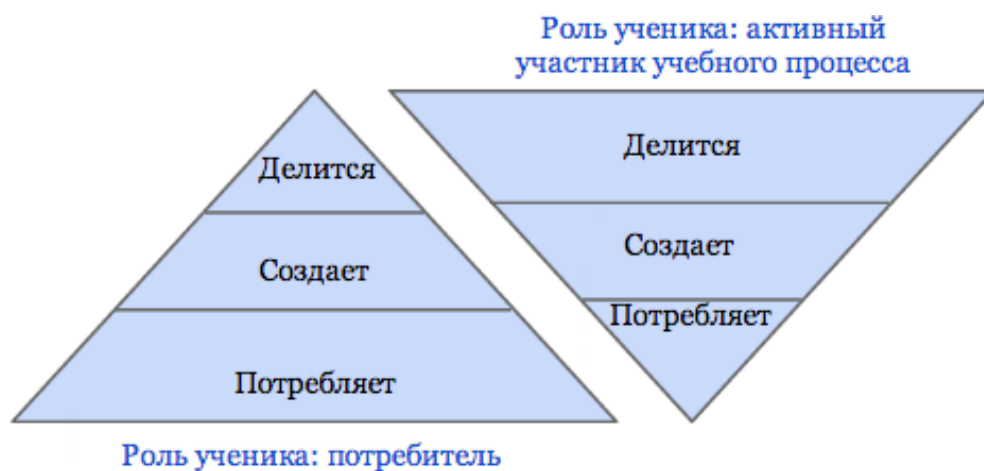 Роль ученика: активный
участник учебного процесса
Делится
Создает
Потребляет
Роль ученика: потребитель
Делится
Создает
Потребляет